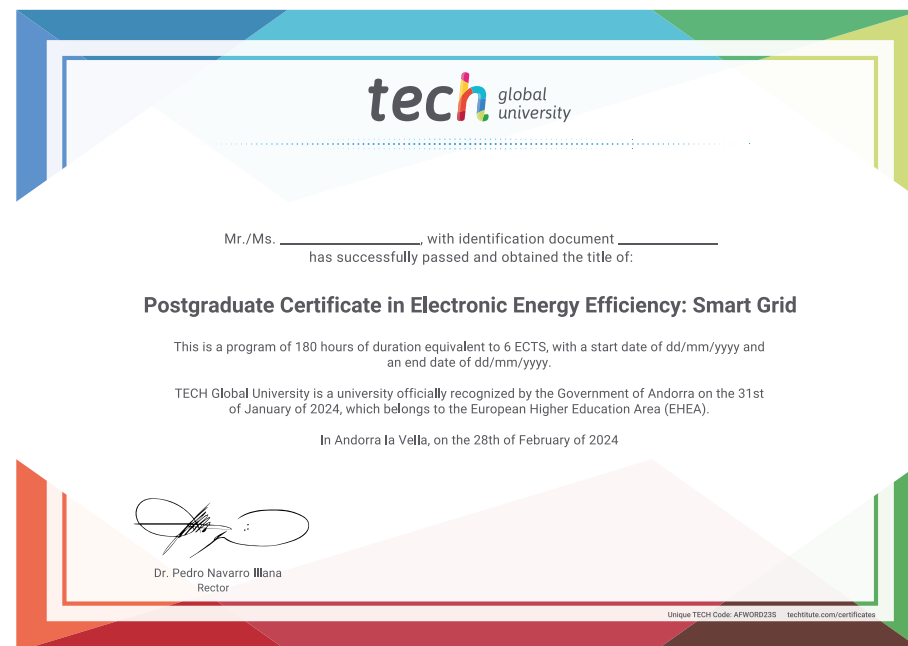 tech global university
Mr./Ms. ____________________, with identification document ______________
has successfully passed and obtained the title of:
Postgraduate Certificate in Electronic Energy Efficiency: Smart Grid
This is a program of 180 hours of duration equivalent to 6 ECTS, with a start date of dd/mm/yyyy and
an end date of dd/mm/yyyy.
TECH Global University is a university officially recognized by the Government of Andorra on the 31st
of January of 2024, which belongs to the European Higher Education Area (EHEA).
In Andorra la Vella, on the 28th of February of 2024
Dr. Pedro Navarro Illana
Rector
Unique TECH Code: AFWORD23S techtitute.com/certificates